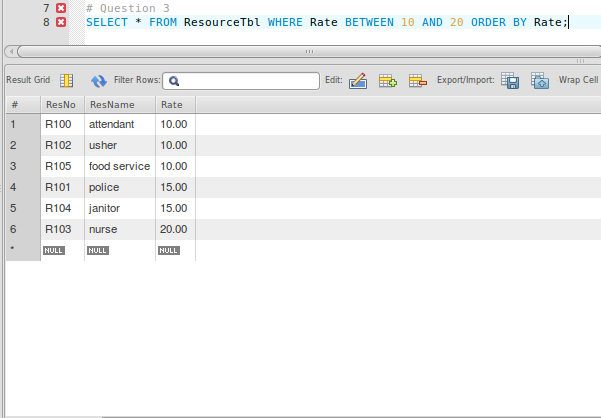 7 # Question 3
8 SELECT * FROM ResourceTbl WHERE Rate BETWEEN 10 AND 20 ORDER BY Rate;
Result Grid Filter Rows: Edit: Export/Import: Wrap Cell
# ResNo ResName Rate
1 R100 attendant 10.00
2 R102 usher 10.00
3 R105 food service 10.00
4 R101 police 15.00
5 R104 janitor 15.00
6 R103 nurse 20.00
* NULL NULL NULL